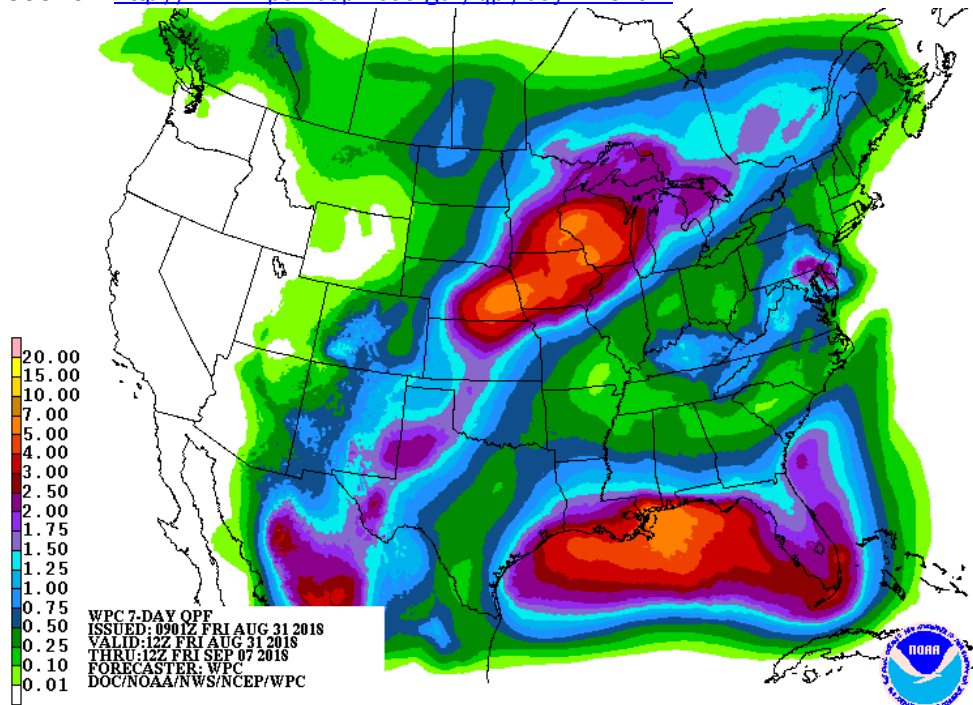 20.00
15.00
10.00
7.00
5.00
4.00
3.00
2.50
2.00
1.75
1.50
1.25
1.00
0.75
0.50
0.25
0.10
0.01
WPC 7-DAY QPF
ISSUED: 0901Z FRI AUG 31 2018
VALID:12Z FRI AUG 31 2018
THRU:12Z FRI SEP 07 2018
FORECASTER: WPC
DOC/NOAA/NWS/NCEP/WPC
NOAA